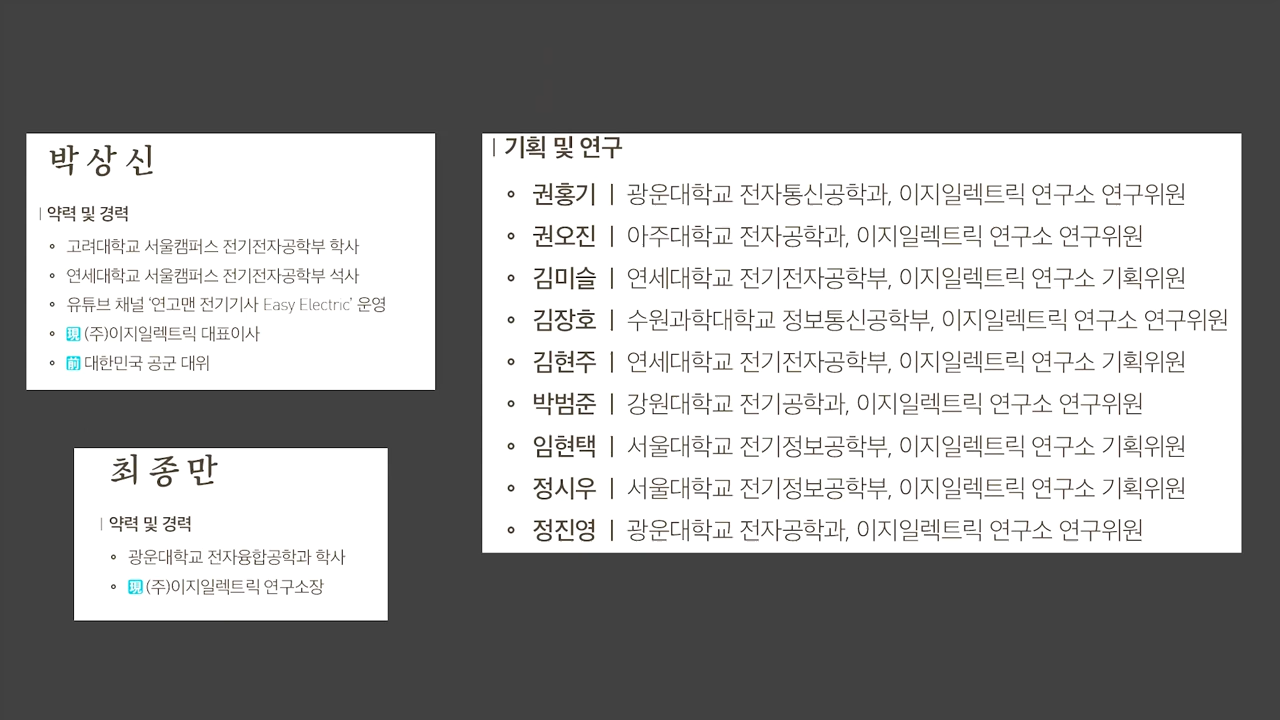 박상신
| 약력 및 경력
고려대학교 서울캠퍼스 전기전자공학부 학사
연세대학교 서울캠퍼스 전기전자공학부 석사
유튜브 채널 ‘연고맨 전기기사 Easy Electric’ 운영
現 (주)이지일렉트릭 대표이사
前 대한민국 공군 대위
최종만
| 약력 및 경력
광운대학교 전자융합공학과 학사
現 (주)이지일렉트릭 연구소장
| 기획 및 연구
권홍기 | 광운대학교 전자통신공학과, 이지일렉트릭 연구소 연구위원
권오진 | 아주대학교 전자공학과, 이지일렉트릭 연구소 연구위원
김미슬 | 연세대학교 전기전자공학부, 이지일렉트릭 연구소 기획위원
김장호 | 수원과학대학교 정보통신공학부, 이지일렉트릭 연구소 연구위원
김현주 | 연세대학교 전기전자공학부, 이지일렉트릭 연구소 기획위원
박범준 | 강원대학교 전기공학과, 이지일렉트릭 연구소 연구위원
임현택 | 서울대학교 전기정보공학부, 이지일렉트릭 연구소 기획위원
정시우 | 서울대학교 전기정보공학부, 이지일렉트릭 연구소 기획위원
정진영 | 광운대학교 전자공학과, 이지일렉트릭 연구소 연구위원